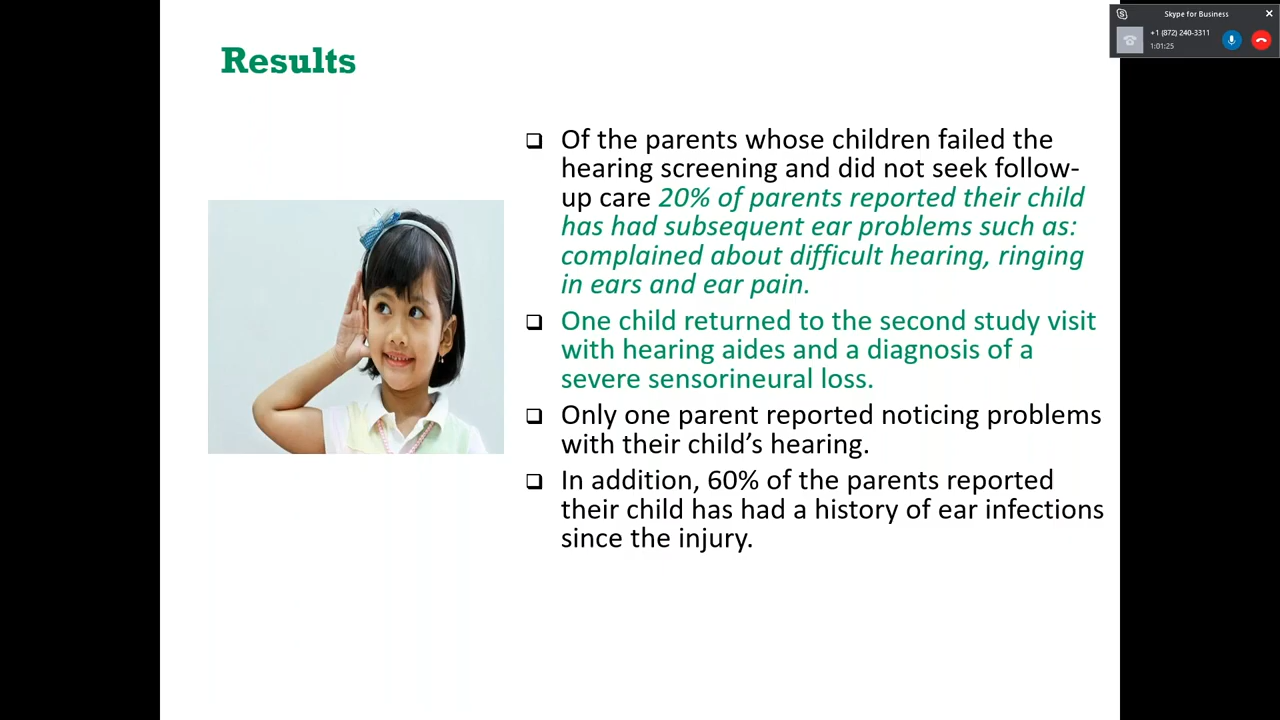 Results
Skype for Business
+1 (872) 240-3311
1:01:25
Of the parents whose children failed the
hearing screening and did not seek follow-
up care 20% of parents reported their child
has had subsequent ear problems such as:
complained about difficult hearing, ringing
in ears and ear pain.
One child returned to the second study visit
with hearing aides and a diagnosis of a
severe sensorineural loss.
Only one parent reported noticing problems
with their child’s hearing.
In addition, 60% of the parents reported
their child has had a history of ear infections
since the injury.